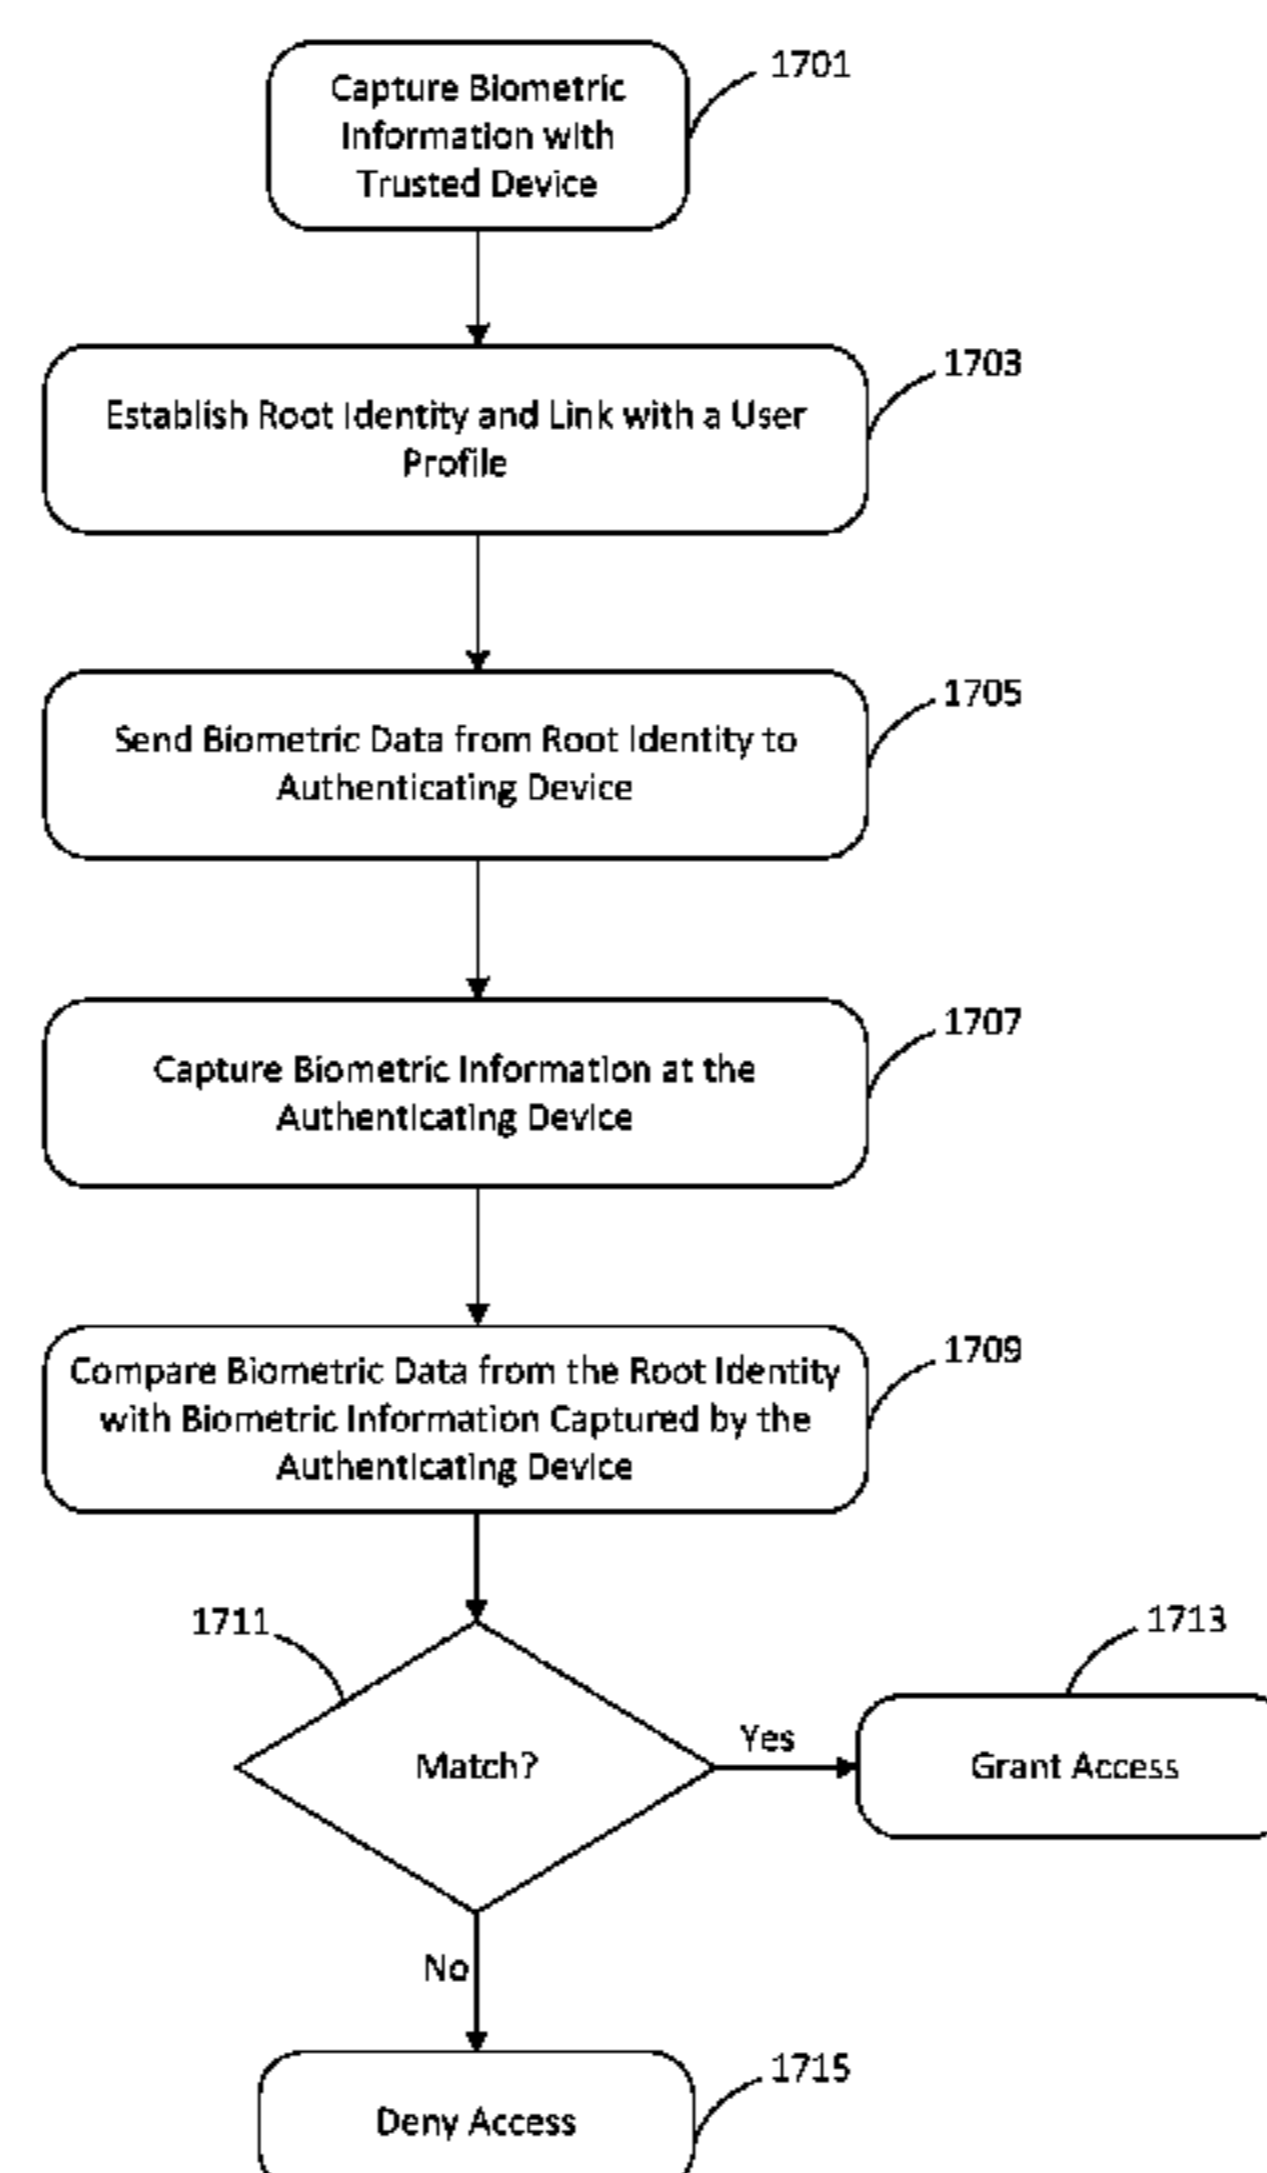 1701
Capture Biometric
Information with
Trusted Device
1703
Establish Root Identity and Link with a User
Profile
1705
Send Biometric Data from Root Identity to
Authenticating Device
1707
Capture Biometric Information at the
Authenticating Device
1709
Compare Biometric Data from the Root Identity
with Biometric Information Captured by the
Authenticating Device
1711
1713
Match?
Yes
Grant Access
No
1715
Deny Access